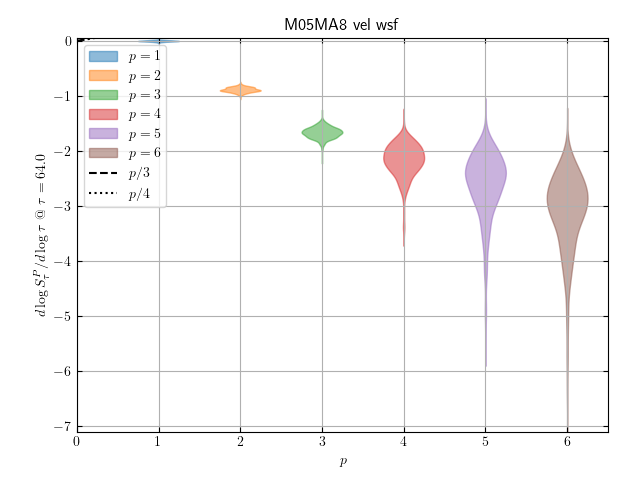 M05MA8 vel wsf
d log S_τ^P / d log τ @ τ = 64.0
0
−1
−2
−3
−4
−5
−6
−7
p = 1
p = 2
p = 3
p = 4
p = 5
p = 6
p/3
p/4
0 1 2 3 4 5 6
p